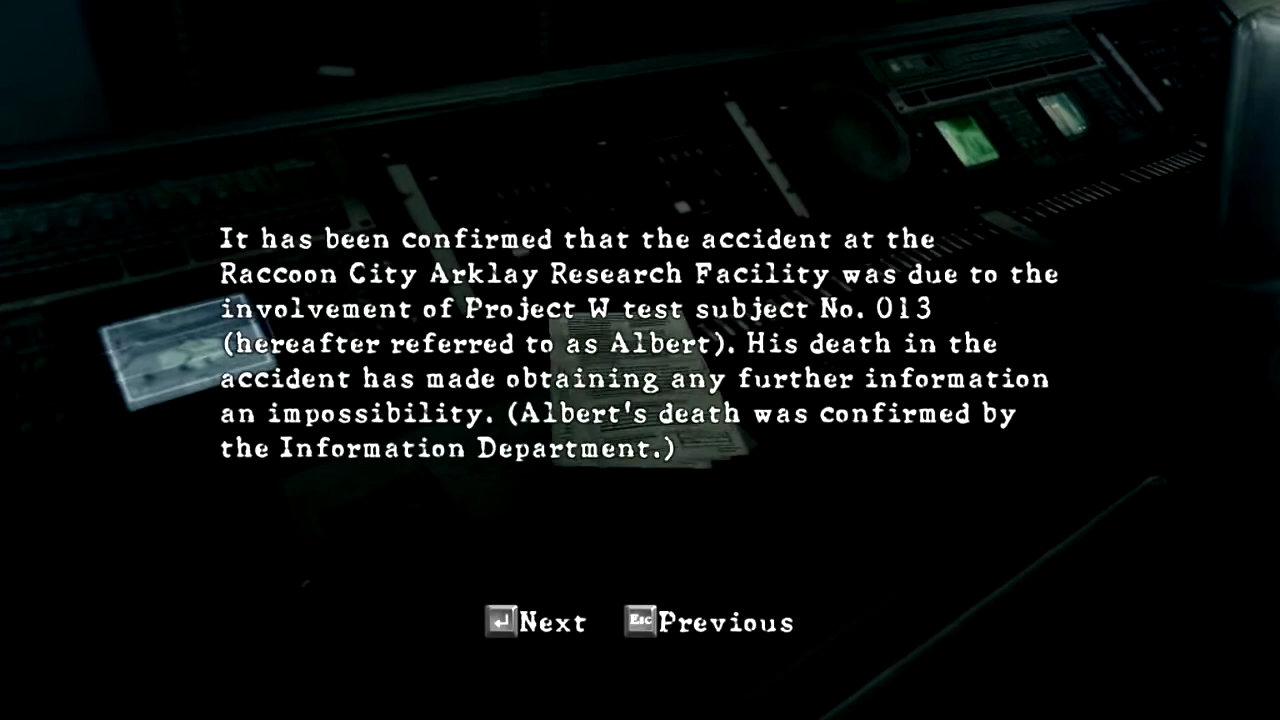 It has been confirmed that the accident at the
Raccoon City Arklay Research Facility was due to the
involvement of Project W test subject No. 013
(hereafter referred to as Albert). His death in the
accident has made obtaining any further information
an impossibility. (Albert's death was confirmed by
the Information Department.)
Next Esc Previous